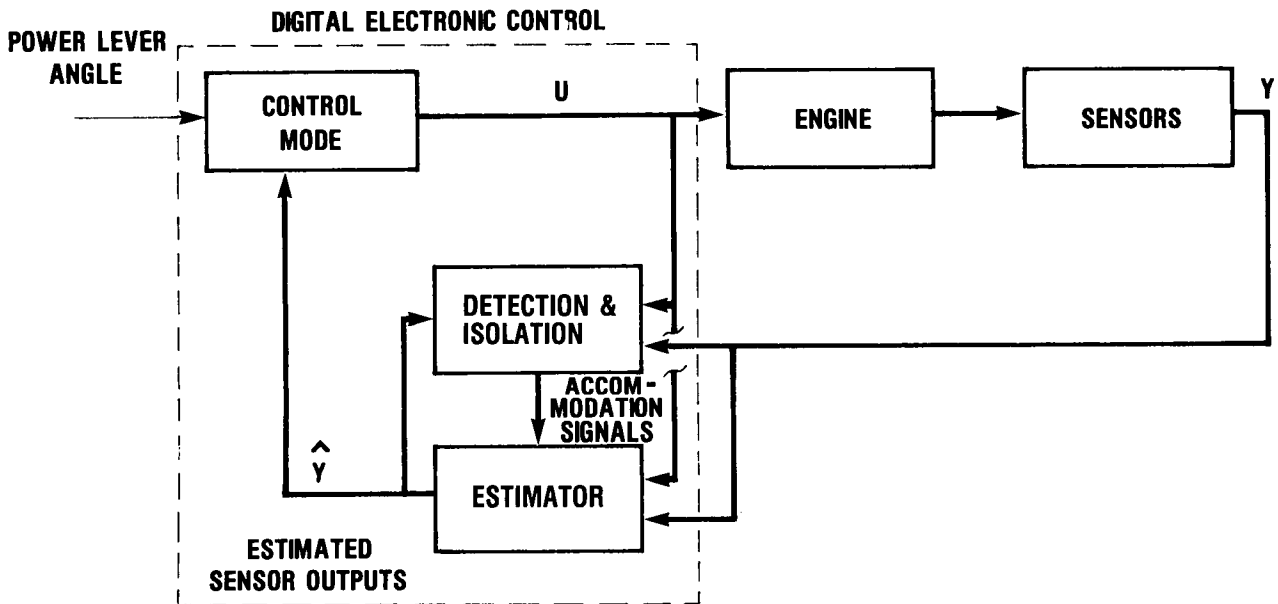 DIGITAL ELECTRONIC CONTROL
POWER LEVER
ANGLE
CONTROL
MODE
U
ENGINE
SENSORS
Y
DETECTION &
ISOLATION
ACCOM-
MODATION
SIGNALS
Ŷ
ESTIMATOR
ESTIMATED
SENSOR OUTPUTS